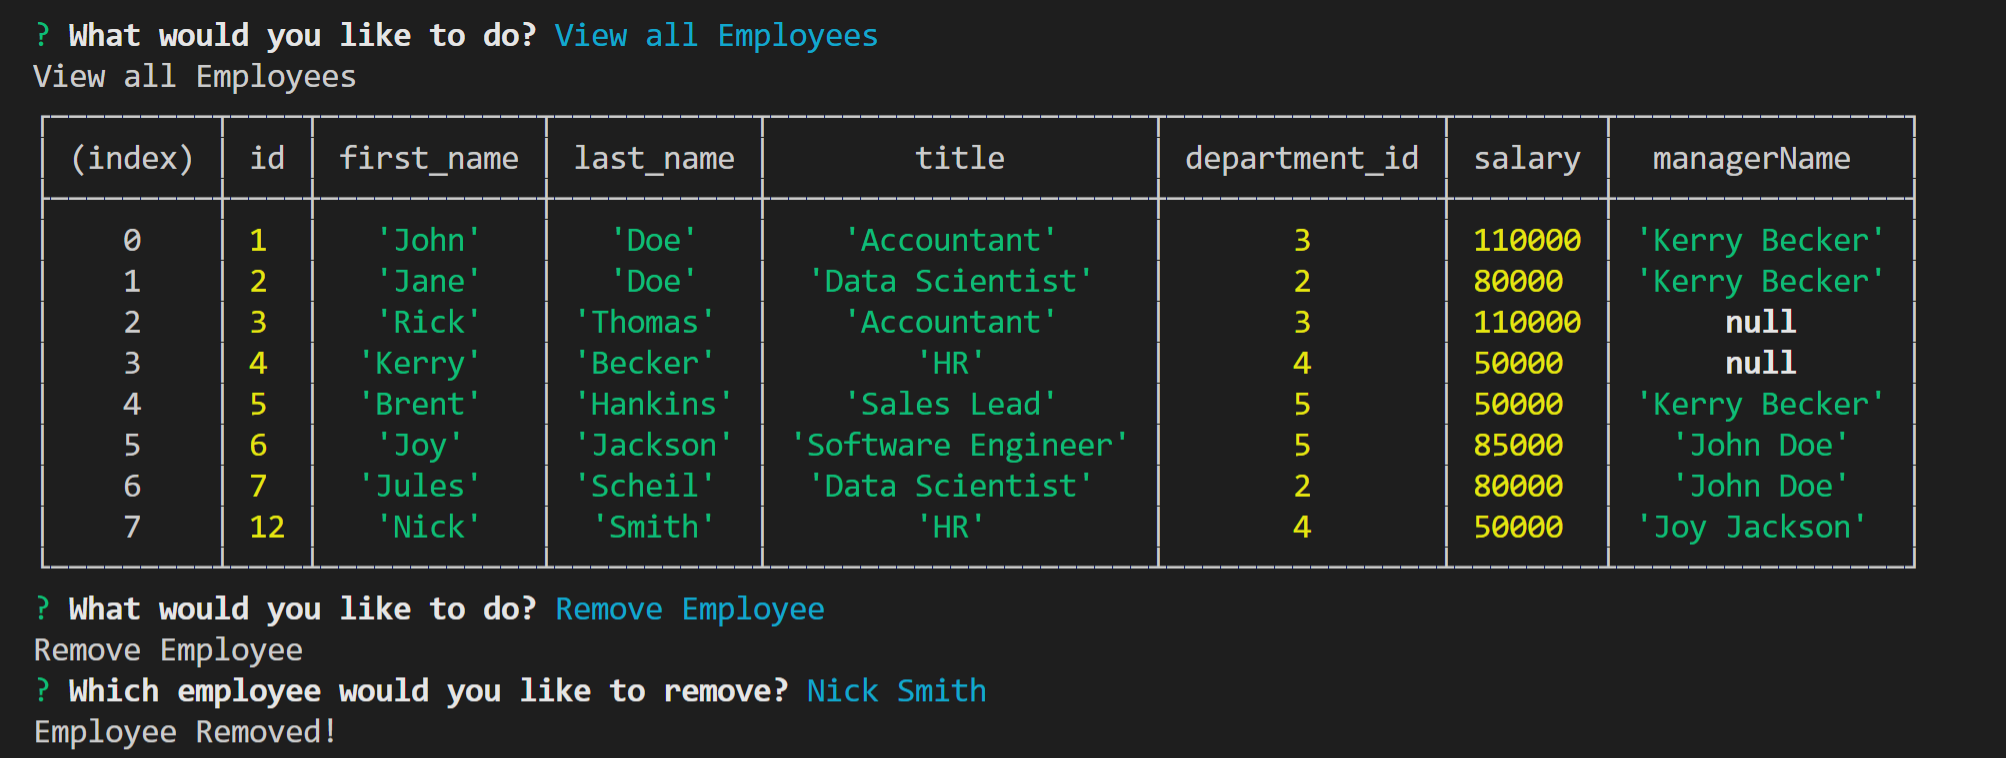 ? What would you like to do? View all Employees
View all Employees
(index) id first_name last_name title department_id salary managerName
0 1 'John' 'Doe' 'Accountant' 3 110000 'Kerry Becker'
1 2 'Jane' 'Doe' 'Data Scientist' 2 80000 'Kerry Becker'
2 3 'Rick' 'Thomas' 'Accountant' 3 110000 null
3 4 'Kerry' 'Becker' 'HR' 4 50000 null
4 5 'Brent' 'Hankins' 'Sales Lead' 5 50000 'Kerry Becker'
5 6 'Joy' 'Jackson' 'Software Engineer' 5 85000 'John Doe'
6 7 'Jules' 'Scheil' 'Data Scientist' 2 80000 'John Doe'
7 12 'Nick' 'Smith' 'HR' 4 50000 'Joy Jackson'
? What would you like to do? Remove Employee
Remove Employee
? Which employee would you like to remove? Nick Smith
Employee Removed!